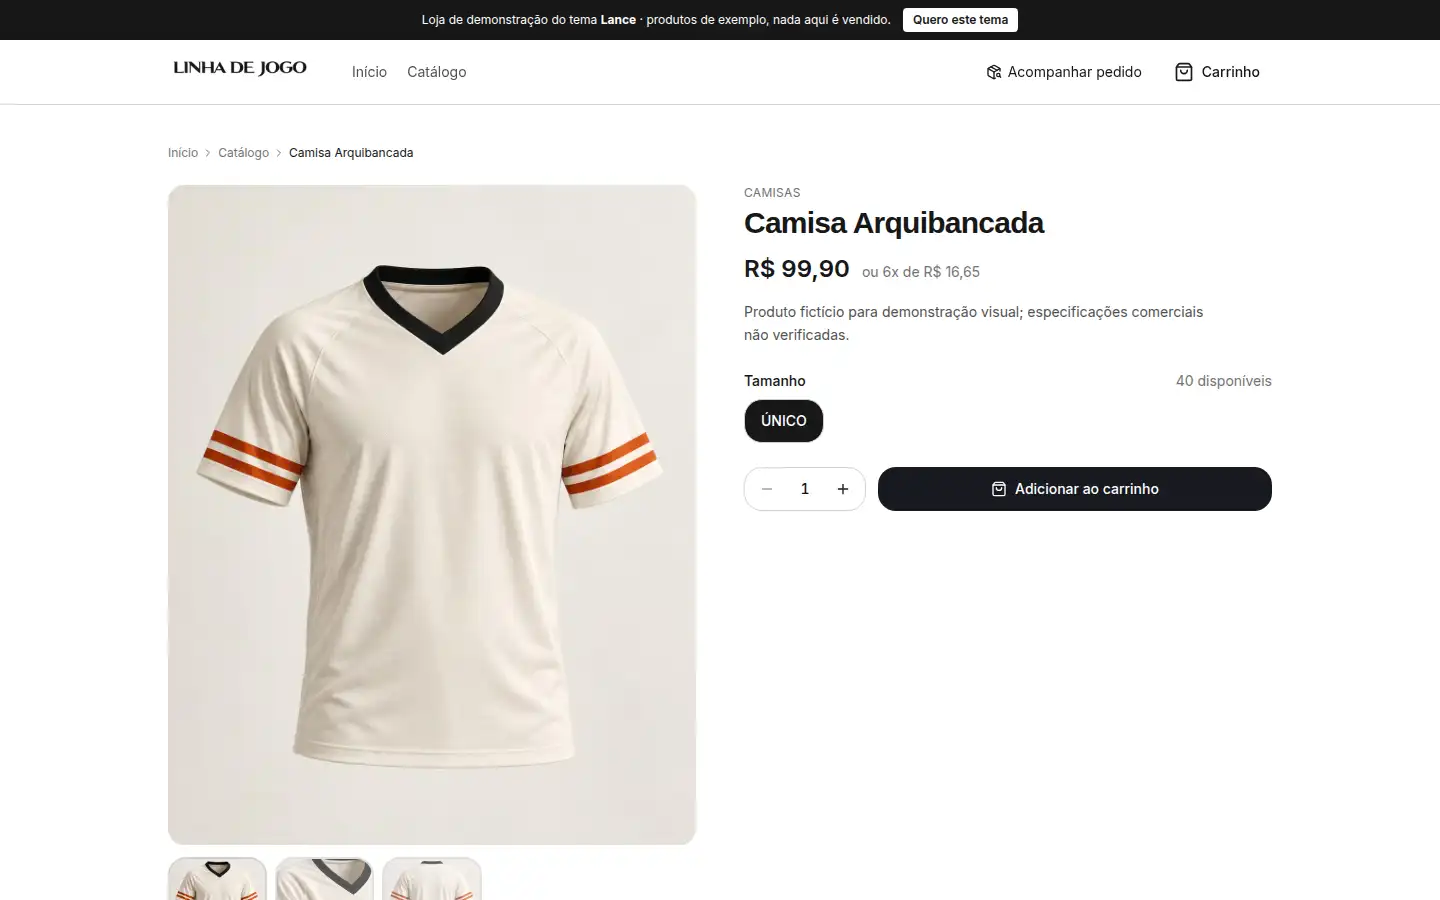 Loja de demonstração do tema Lance · produtos de exemplo, nada aqui é vendido.
Quero este tema
LINHA DE JOGO
Início
Catálogo
Acompanhar pedido
Carrinho
Início > Catálogo > Camisa Arquibancada
CAMISAS
Camisa Arquibancada
R$ 99,90 ou 6x de R$ 16,65
Produto fictício para demonstração visual; especificações comerciais
não verificadas.
Tamanho
40 disponíveis
ÚNICO
− 1 +
Adicionar ao carrinho